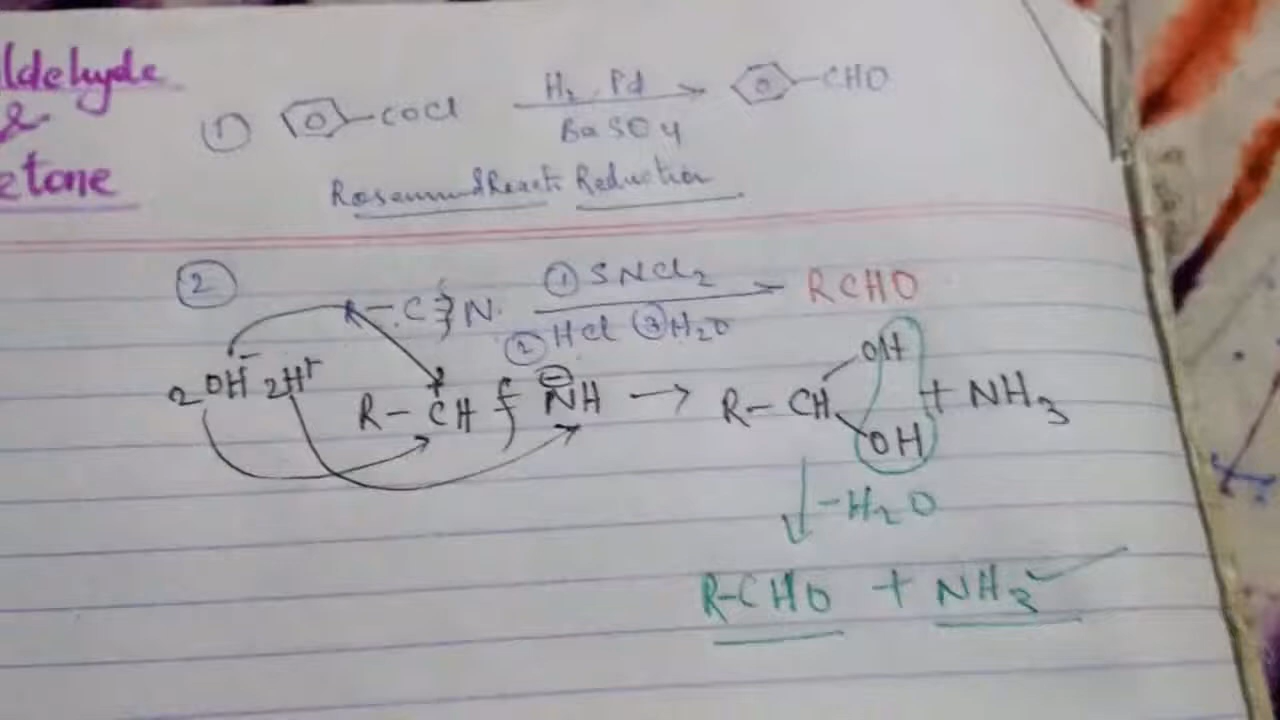 ldehyde
&
etone
1) -COCl H2, Pd BaSO4 -CHO
Reduction
2 R-C≡N ① SNCl2 ② HCl ③ H2O RCHO
2OH⁻ 2H⁺ R-CH⁺ NH⁻ → R-CH OH OH + NH3
-H2O
R-CHO + NH3